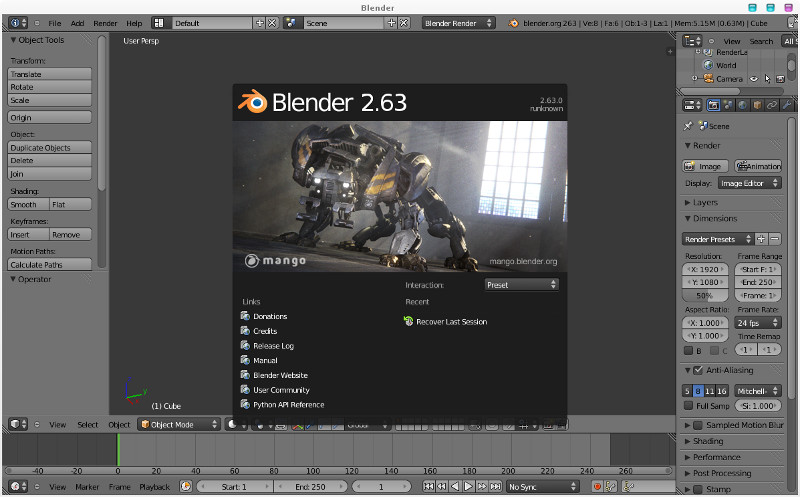 Blender
File Add Render Help Default Scene Blender Render blender.org 263 | Ve:8 | Fa:6 | Ob:1-3 | La:1 | Mem:5.15M (0.63M) | Cube
Object Tools
Transform:
Translate
Rotate
Scale
Origin
Object:
Duplicate Objects
Delete
Join
Shading:
Smooth Flat
Keyframes:
Insert Remove
Motion Paths:
Calculate Paths
Operator
User Persp
Blender 2.63
2.63.0
runknown
mango
mango.blender.org
Interaction: Preset
Links
Donations
Credits
Release Log
Manual
Blender Website
User Community
Python API Reference
Recent
Recover Last Session
y
(1) Cube
View Select Object Object Mode Global
View Search All S
RenderLa
World
Camera
Scene
Render
Image Animation
Display: Image Editor
Layers
Dimensions
Render Presets
Resolution: Frame Range
X: 1920 Start F: 1
Y: 1080 End: 250
50% Frame: 1
Aspect Ratio: Frame Rate:
X: 1.000 24 fps
Y: 1.000 Time Remap
B C 1 1
Anti-Aliasing
5 8 11 16 Mitchell-
Full Samp Si: 1.000
Sampled Motion Blur
Shading
Performance
Post Processing
Stamp
-40 -20 0 20 40 60 80 100 120 140 160 180 200 220 240 260
View Marker Frame Playback Start: 1 End: 250 1 No Sync